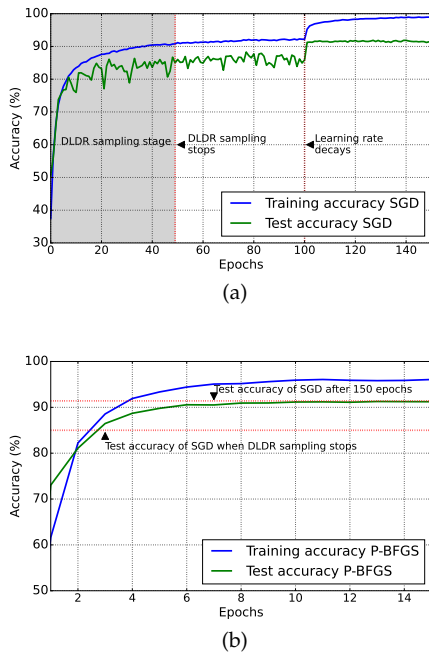 100
90
80
70
60
50
40
30
Accuracy (%)
DLDR sampling stage
DLDR sampling
stops
Learning rate
decays
Training accuracy SGD
Test accuracy SGD
0 20 40 60 80 100 120 140
Epochs
(a)
100
90
80
70
60
50
Accuracy (%)
Test accuracy of SGD after 150 epochs
Test accuracy of SGD when DLDR sampling stops
Training accuracy P-BFGS
Test accuracy P-BFGS
2 4 6 8 10 12 14
Epochs
(b)